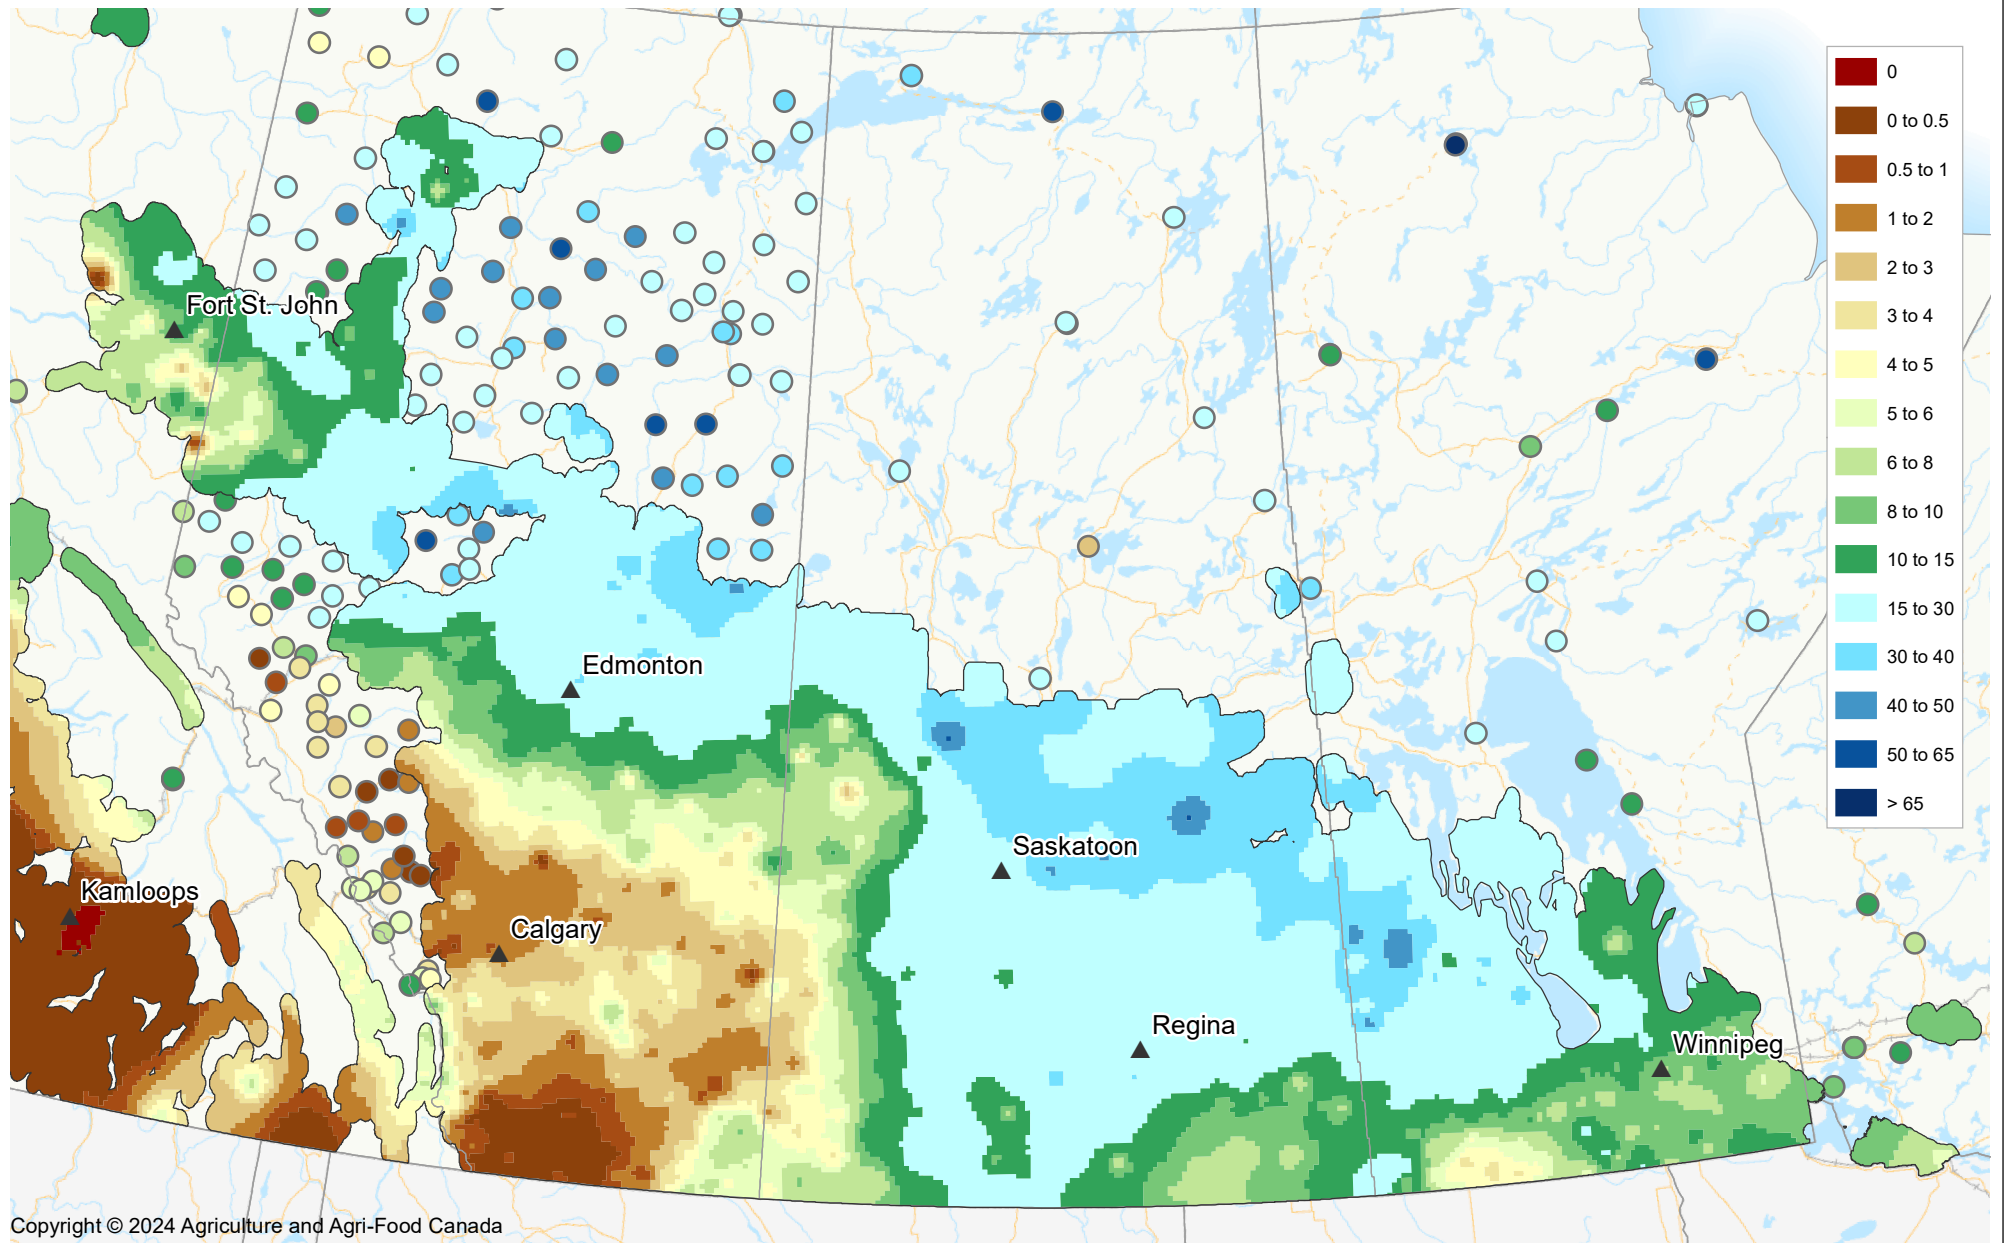 0
0 to 0.5
0.5 to 1
1 to 2
2 to 3
3 to 4
4 to 5
5 to 6
6 to 8
8 to 10
10 to 15
15 to 30
30 to 40
40 to 50
50 to 65
> 65
Fort St. John
Edmonton
Saskatoon
Kamloops
Calgary
Regina
Winnipeg
Copyright © 2024 Agriculture and Agri-Food Canada